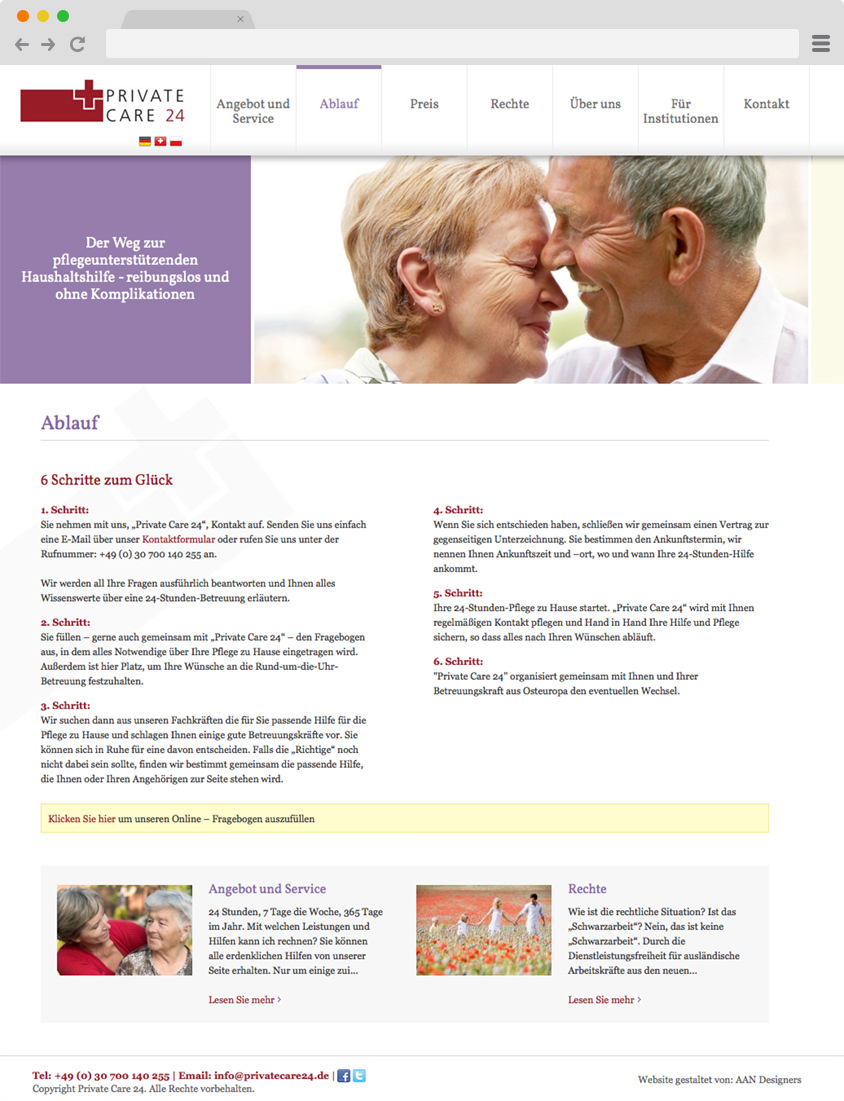 PRIVATE
CARE 24
Angebot und
Service
Ablauf
Preis
Rechte
Über uns
Für
Institutionen
Kontakt
Der Weg zur
pflegeunterstützenden
Haushaltshilfe - reibungslos und
ohne Komplikationen
Ablauf
6 Schritte zum Glück
1. Schritt:
Sie nehmen mit uns, „Private Care 24“, Kontakt auf. Senden Sie uns einfach
eine E-Mail über unser Kontaktformular oder rufen Sie uns unter der
Rufnummer: +49 (0) 30 700 140 255 an.
Wir werden all Ihre Fragen ausführlich beantworten und Ihnen alles
Wissenswerte über eine 24-Stunden-Betreuung erläutern.
2. Schritt:
Sie füllen – gerne auch gemeinsam mit „Private Care 24“ – den Fragebogen
aus, in dem alles Notwendige über Ihre Pflege zu Hause eingetragen wird.
Außerdem ist hier Platz, um Ihre Wünsche an die Rund-um-die-Uhr-
Betreuung festzuhalten.
3. Schritt:
Wir suchen dann aus unseren Fachkräften die für Sie passende Hilfe für die
Pflege zu Hause und schlagen Ihnen einige gute Betreuungskräfte vor. Sie
können sich in Ruhe für eine davon entscheiden. Falls die „Richtige“ noch
nicht dabei sein sollte, finden wir bestimmt gemeinsam die passende Hilfe,
die Ihnen oder Ihren Angehörigen zur Seite stehen wird.
4. Schritt:
Wenn Sie sich entschieden haben, schließen wir gemeinsam einen Vertrag zur
gegenseitigen Unterzeichnung. Sie bestimmen den Ankunftstermin, wir
nennen Ihnen Ankunftszeit und –ort, wo und wann Ihre 24-Stunden-Hilfe
ankommt.
5. Schritt:
Ihre 24-Stunden-Pflege zu Hause startet. „Private Care 24“ wird mit Ihnen
regelmäßigen Kontakt pflegen und Hand in Hand Ihre Hilfe und Pflege
sichern, so dass alles nach Ihren Wünschen abläuft.
6. Schritt:
"Private Care 24" organisiert gemeinsam mit Ihnen und Ihrer
Betreuungskraft aus Osteuropa den eventuellen Wechsel.
Klicken Sie hier um unseren Online – Fragebogen auszufüllen
Angebot und Service
24 Stunden, 7 Tage die Woche, 365 Tage
im Jahr. Mit welchen Leistungen und
Hilfen kann ich rechnen? Sie können
alle erdenklichen Hilfen von unserer
Seite erhalten. Nur um einige zui...
Lesen Sie mehr ›
Rechte
Wie ist die rechtliche Situation? Ist das
„Schwarzarbeit“? Nein, das ist keine
„Schwarzarbeit“. Durch die
Dienstleistungsfreiheit für ausländische
Arbeitskräfte aus den neuen...
Lesen Sie mehr ›
Tel: +49 (0) 30 700 140 255 | Email: info@privatecare24.de |
Copyright Private Care 24. Alle Rechte vorbehalten.
Website gestaltet von: AAN Designers